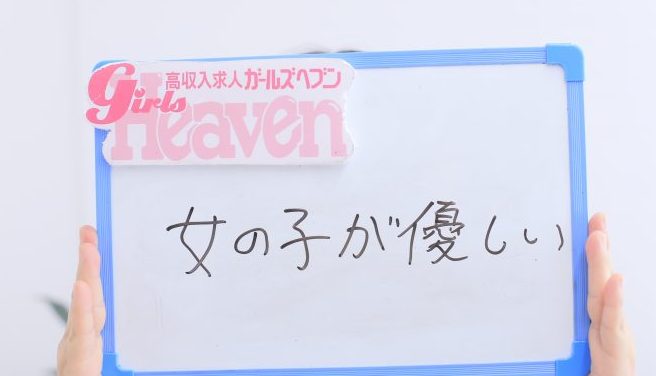 高収入求人ガールズヘブン
Girls
Heaven
女の子が優しい